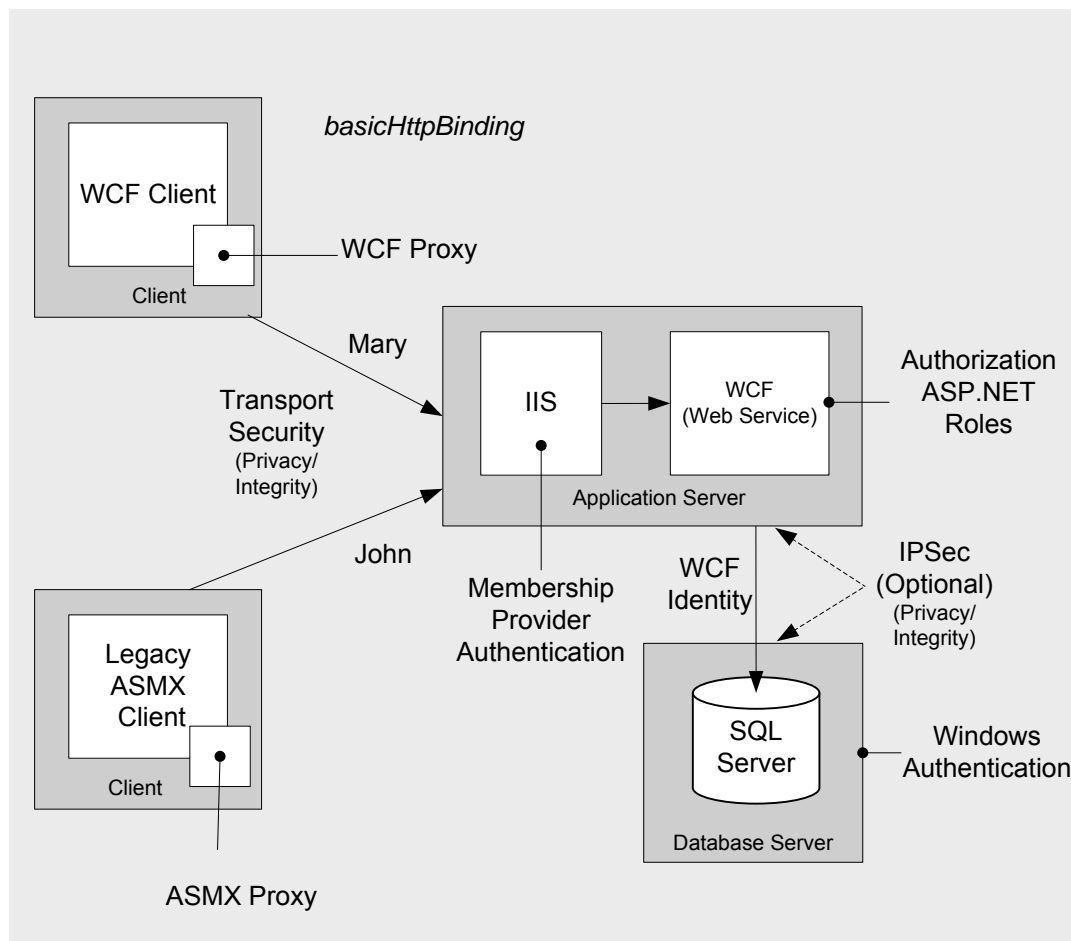 basicHttpBinding
WCF Client
WCF Proxy
Client
Mary
Transport
Security
(Privacy/
Integrity)
John
Legacy
ASMX
Client
Client
ASMX Proxy
IIS
WCF
(Web Service)
Application Server
Authorization
ASP.NET
Roles
Membership
Provider
Authentication
WCF
Identity
IPSec
(Optional)
(Privacy/
Integrity)
SQL
Server
Database Server
Windows
Authentication